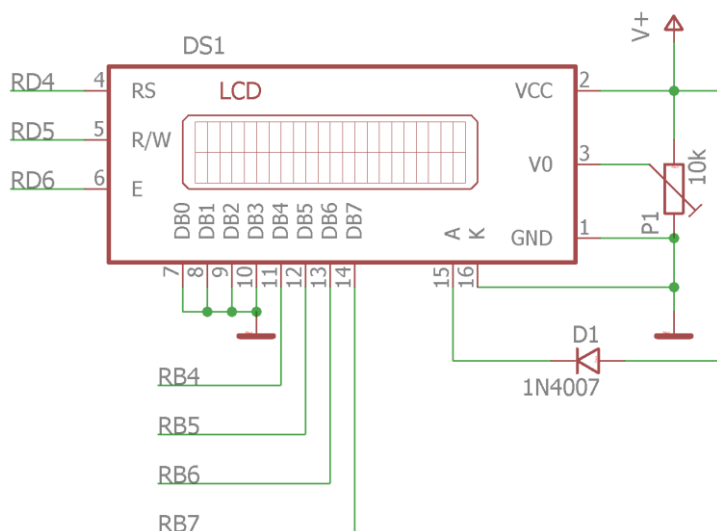 DS1
V+
RD4 4 RS LCD VCC 2
RD5 5 R/W
V0 3 10k
RD6 6 E
P1
DB0 DB1 DB2 DB3 DB4 DB5 DB6 DB7 A K GND 1
7 8 9 10 11 12 13 14 15 16
D1
RB4 1N4007
RB5
RB6
RB7